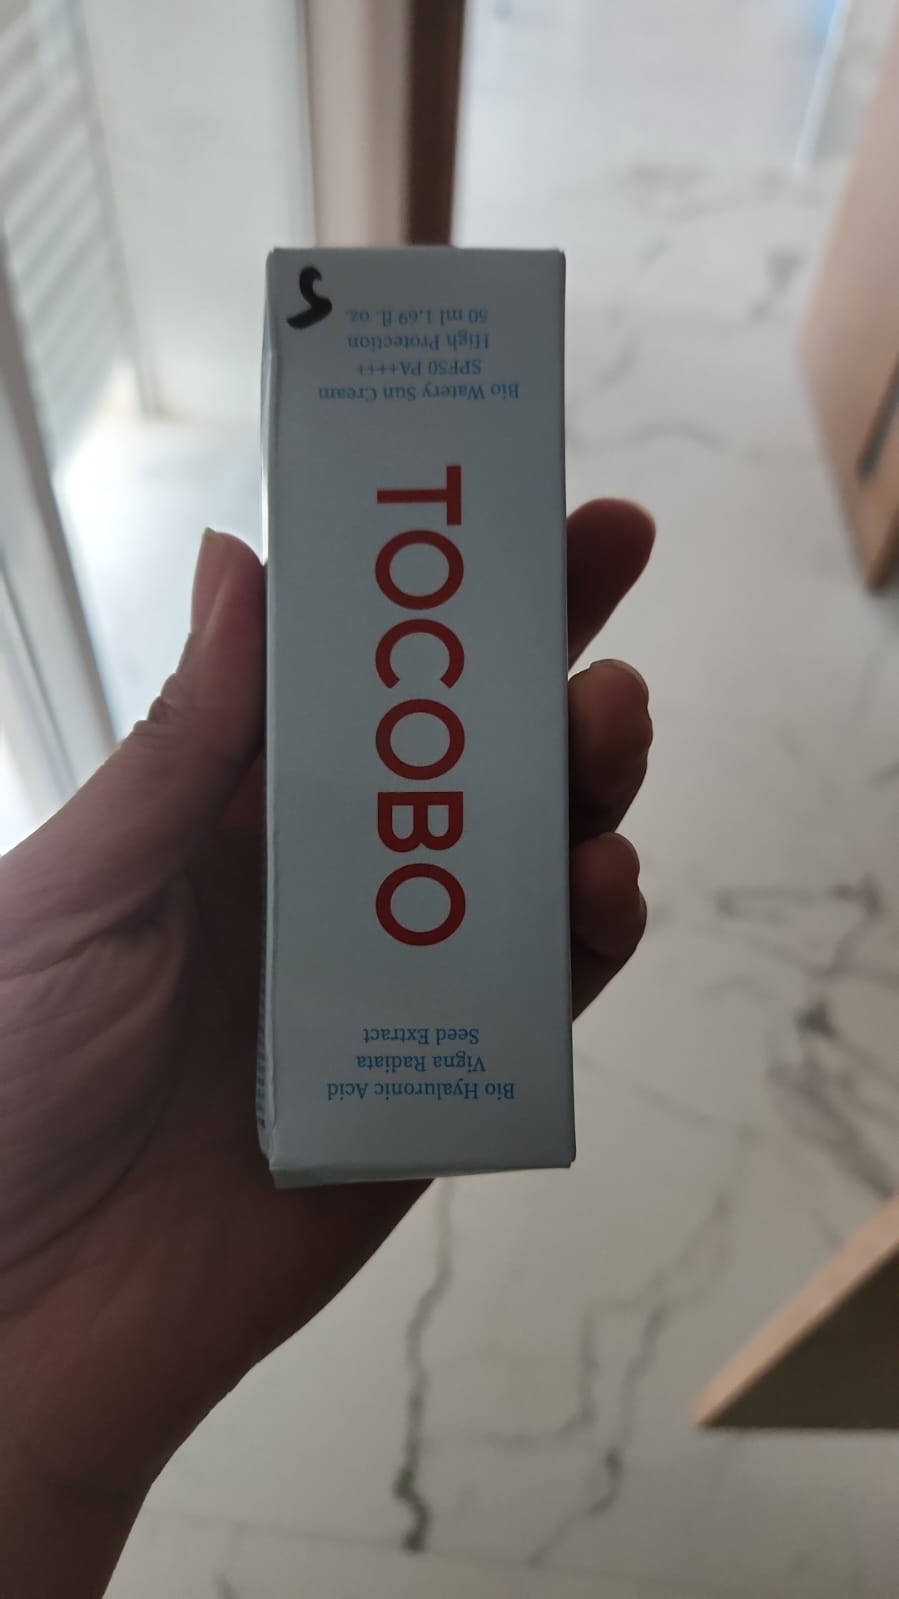 Bio Hyaluronic Acid
Vigna Radiata
Seed Extract
TOCOBO
Bio Watery Sun Cream
SPF50 PA++++
High Protection
50 ml 1.69 fl. oz.